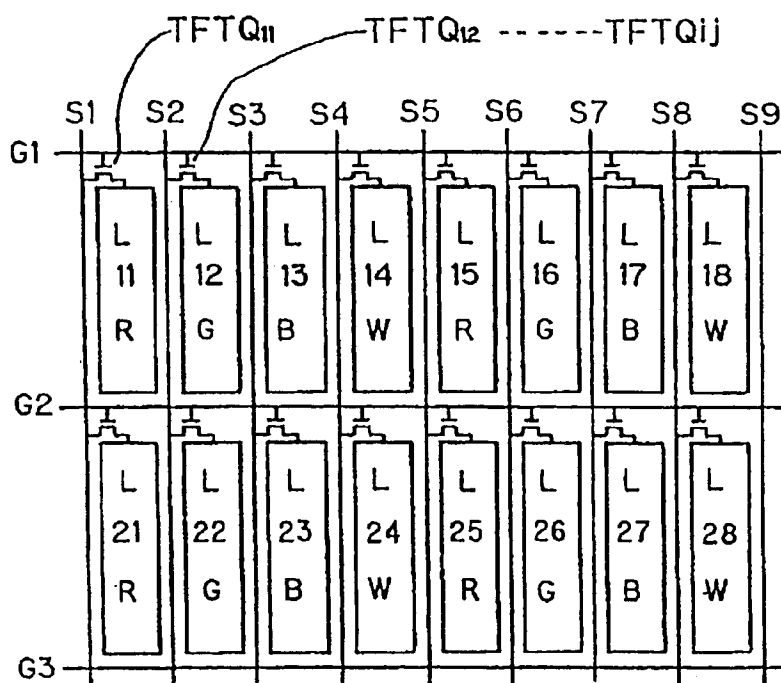 TFTQ11 TFTQ12 ------ TFTQij
S1 S2 S3 S4 S5 S6 S7 S8 S9
G1
L L L L L L L L
11 12 13 14 15 16 17 18
R G B W R G B W
G2
L L L L L L L L
21 22 23 24 25 26 27 28
R G B W R G B W
G3